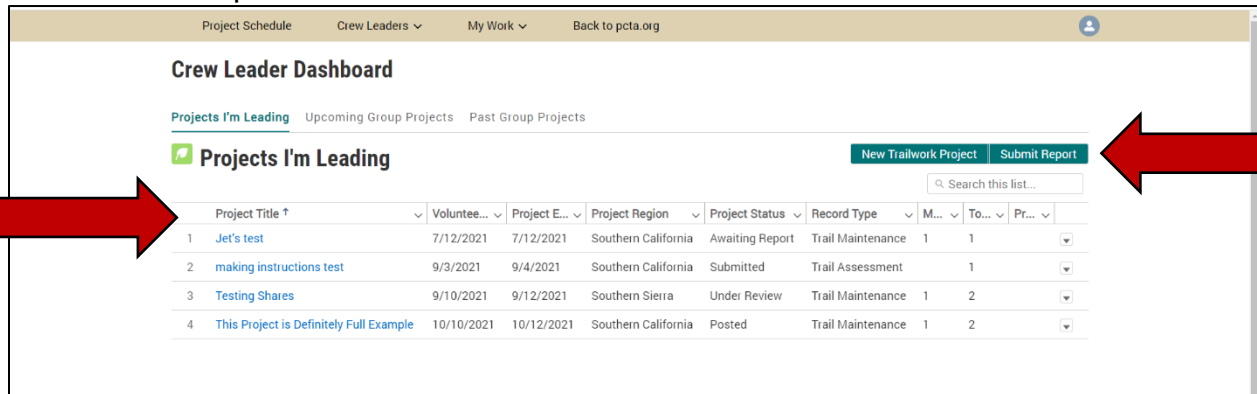 Project Schedule Crew Leaders My Work Back to pcta.org
Crew Leader Dashboard
Projects I'm Leading Upcoming Group Projects Past Group Projects
Projects I'm Leading New Trailwork Project Submit Report
Search this list...
Project Title ↑ Voluntee... Project E... Project Region Project Status Record Type M... To... Pr...
1 Jet's test 7/12/2021 7/12/2021 Southern California Awaiting Report Trail Maintenance 1 1
2 making instructions test 9/3/2021 9/4/2021 Southern California Submitted Trail Assessment 1
3 Testing Shares 9/10/2021 9/12/2021 Southern Sierra Under Review Trail Maintenance 1 2
4 This Project is Definitely Full Example 10/10/2021 10/12/2021 Southern California Posted Trail Maintenance 1 2